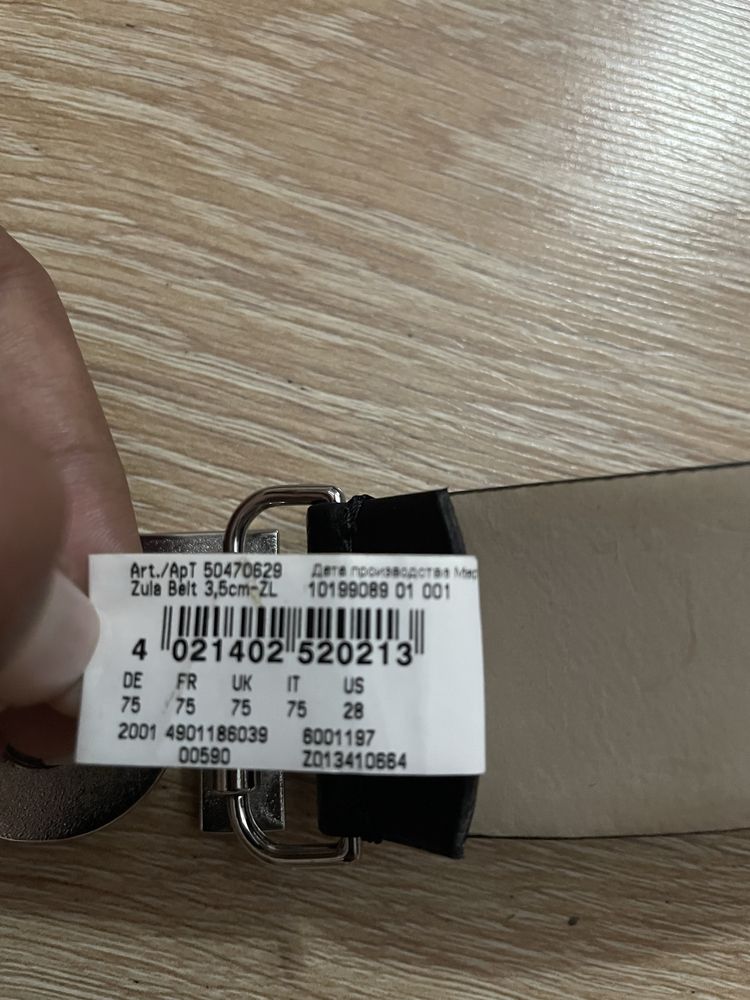 Art./Арт 50470629 Дата производства
Zula Belt 3,5cm-ZL 10199089 01 001
4 021402 520213
DE FR UK IT US
75 75 75 75 28
2001 4901186039 6001197
00590 Z013410664